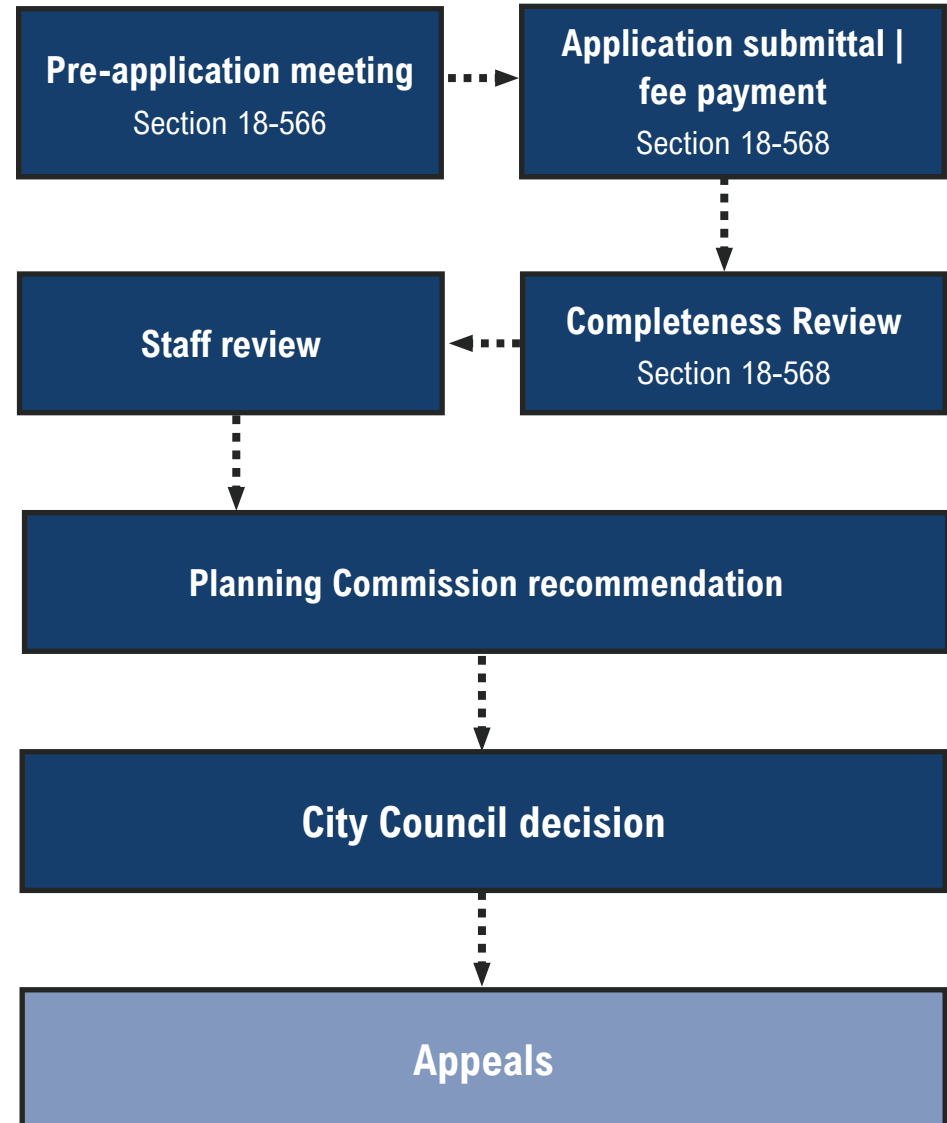 Pre-application meeting
Section 18-566
Application submittal |
fee payment
Section 18-568
Completeness Review
Section 18-568
Staff review
Planning Commission recommendation
City Council decision
Appeals